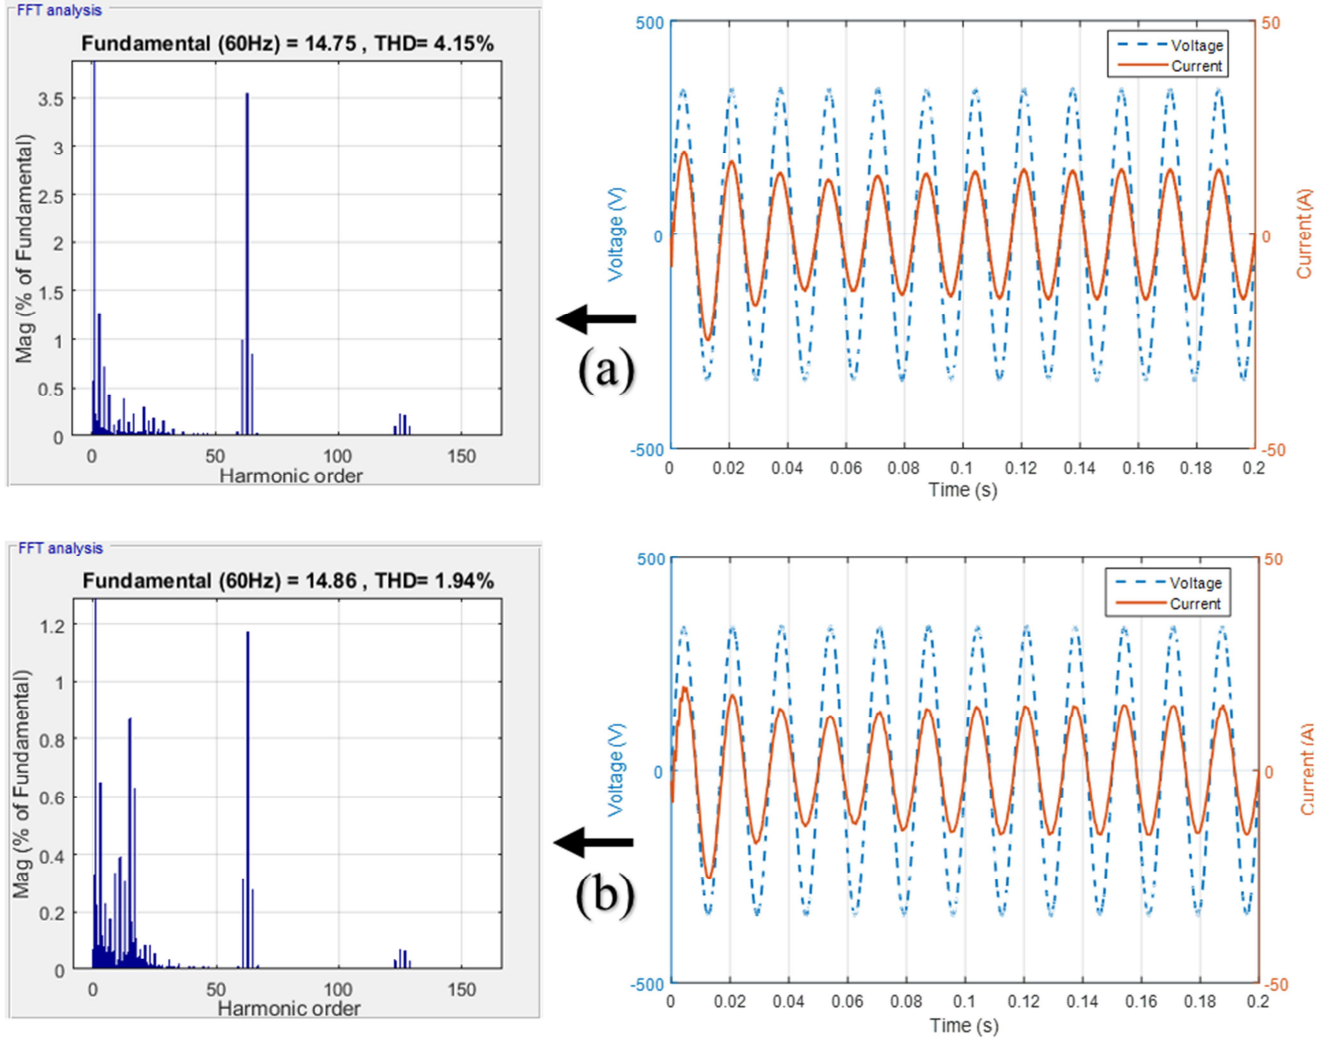 FFT analysis
Fundamental (60Hz) = 14.75 , THD= 4.15%
Mag (% of Fundamental)
3.5
3
2.5
2
1.5
1
0.5
0
0 50 100 150
Harmonic order
(a)
Voltage (V)
500
0
-500
Voltage
Current
50
0
-50
Current (A)
0 0.02 0.04 0.06 0.08 0.1 0.12 0.14 0.16 0.18 0.2
Time (s)
FFT analysis
Fundamental (60Hz) = 14.86 , THD= 1.94%
Mag (% of Fundamental)
1.2
1
0.8
0.6
0.4
0.2
0
0 50 100 150
Harmonic order
(b)
Voltage (V)
500
0
-500
Voltage
Current
50
0
-50
Current (A)
0 0.02 0.04 0.06 0.08 0.1 0.12 0.14 0.16 0.18 0.2
Time (s)